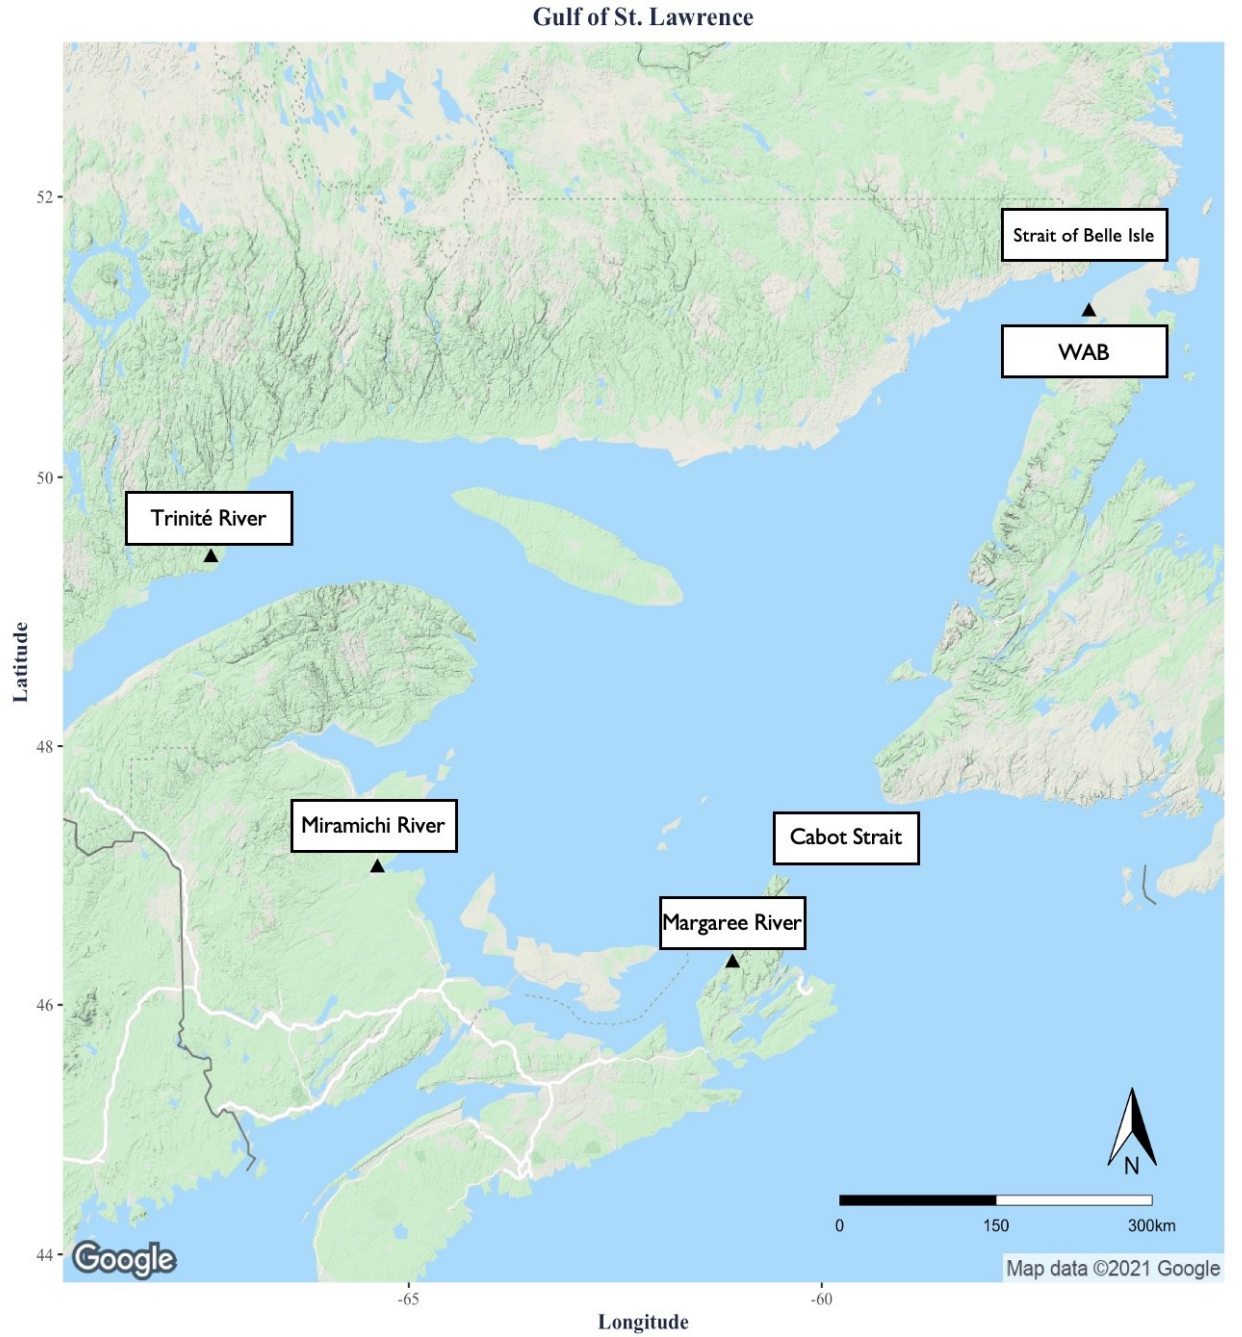 Gulf of St. Lawrence
52
Strait of Belle Isle
WAB
50
Trinité River
Latitude
48
Miramichi River
Cabot Strait
Margaree River
46
N
0 150 300km
44
Google
Map data ©2021 Google
-65 -60
Longitude